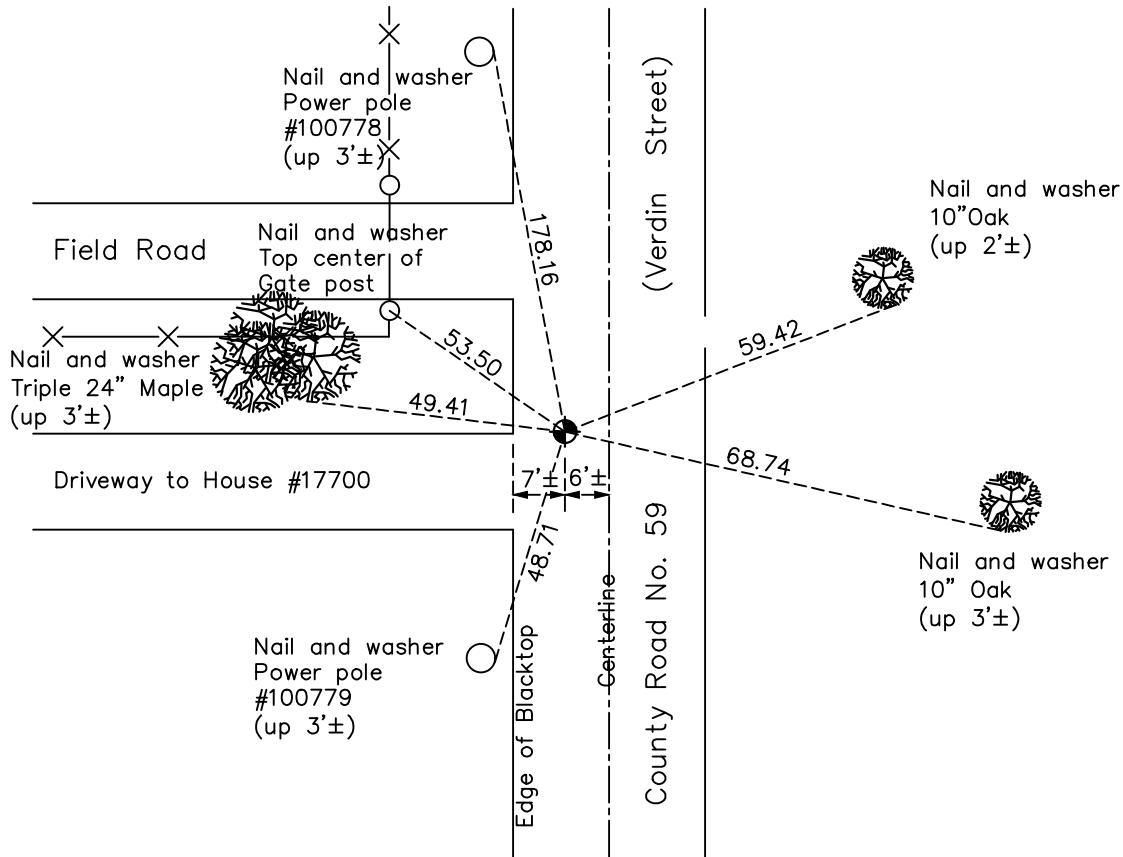 Nail and washer
Power pole
#100778
(up 3'±)
(Verdin Street)
Nail and washer
10"Oak
(up 2'±)
Field Road
Nail and washer
Top center of
Gate post
178.16
53.50
59.42
Nail and washer
Triple 24" Maple
(up 3'±)
49.41
68.74
Driveway to House #17700
7'±
6'±
48.71
Nail and washer
10" Oak
(up 3'±)
County Road No. 59
Centerline
Edge of Blacktop
Nail and washer
Power pole
#100779
(up 3'±)